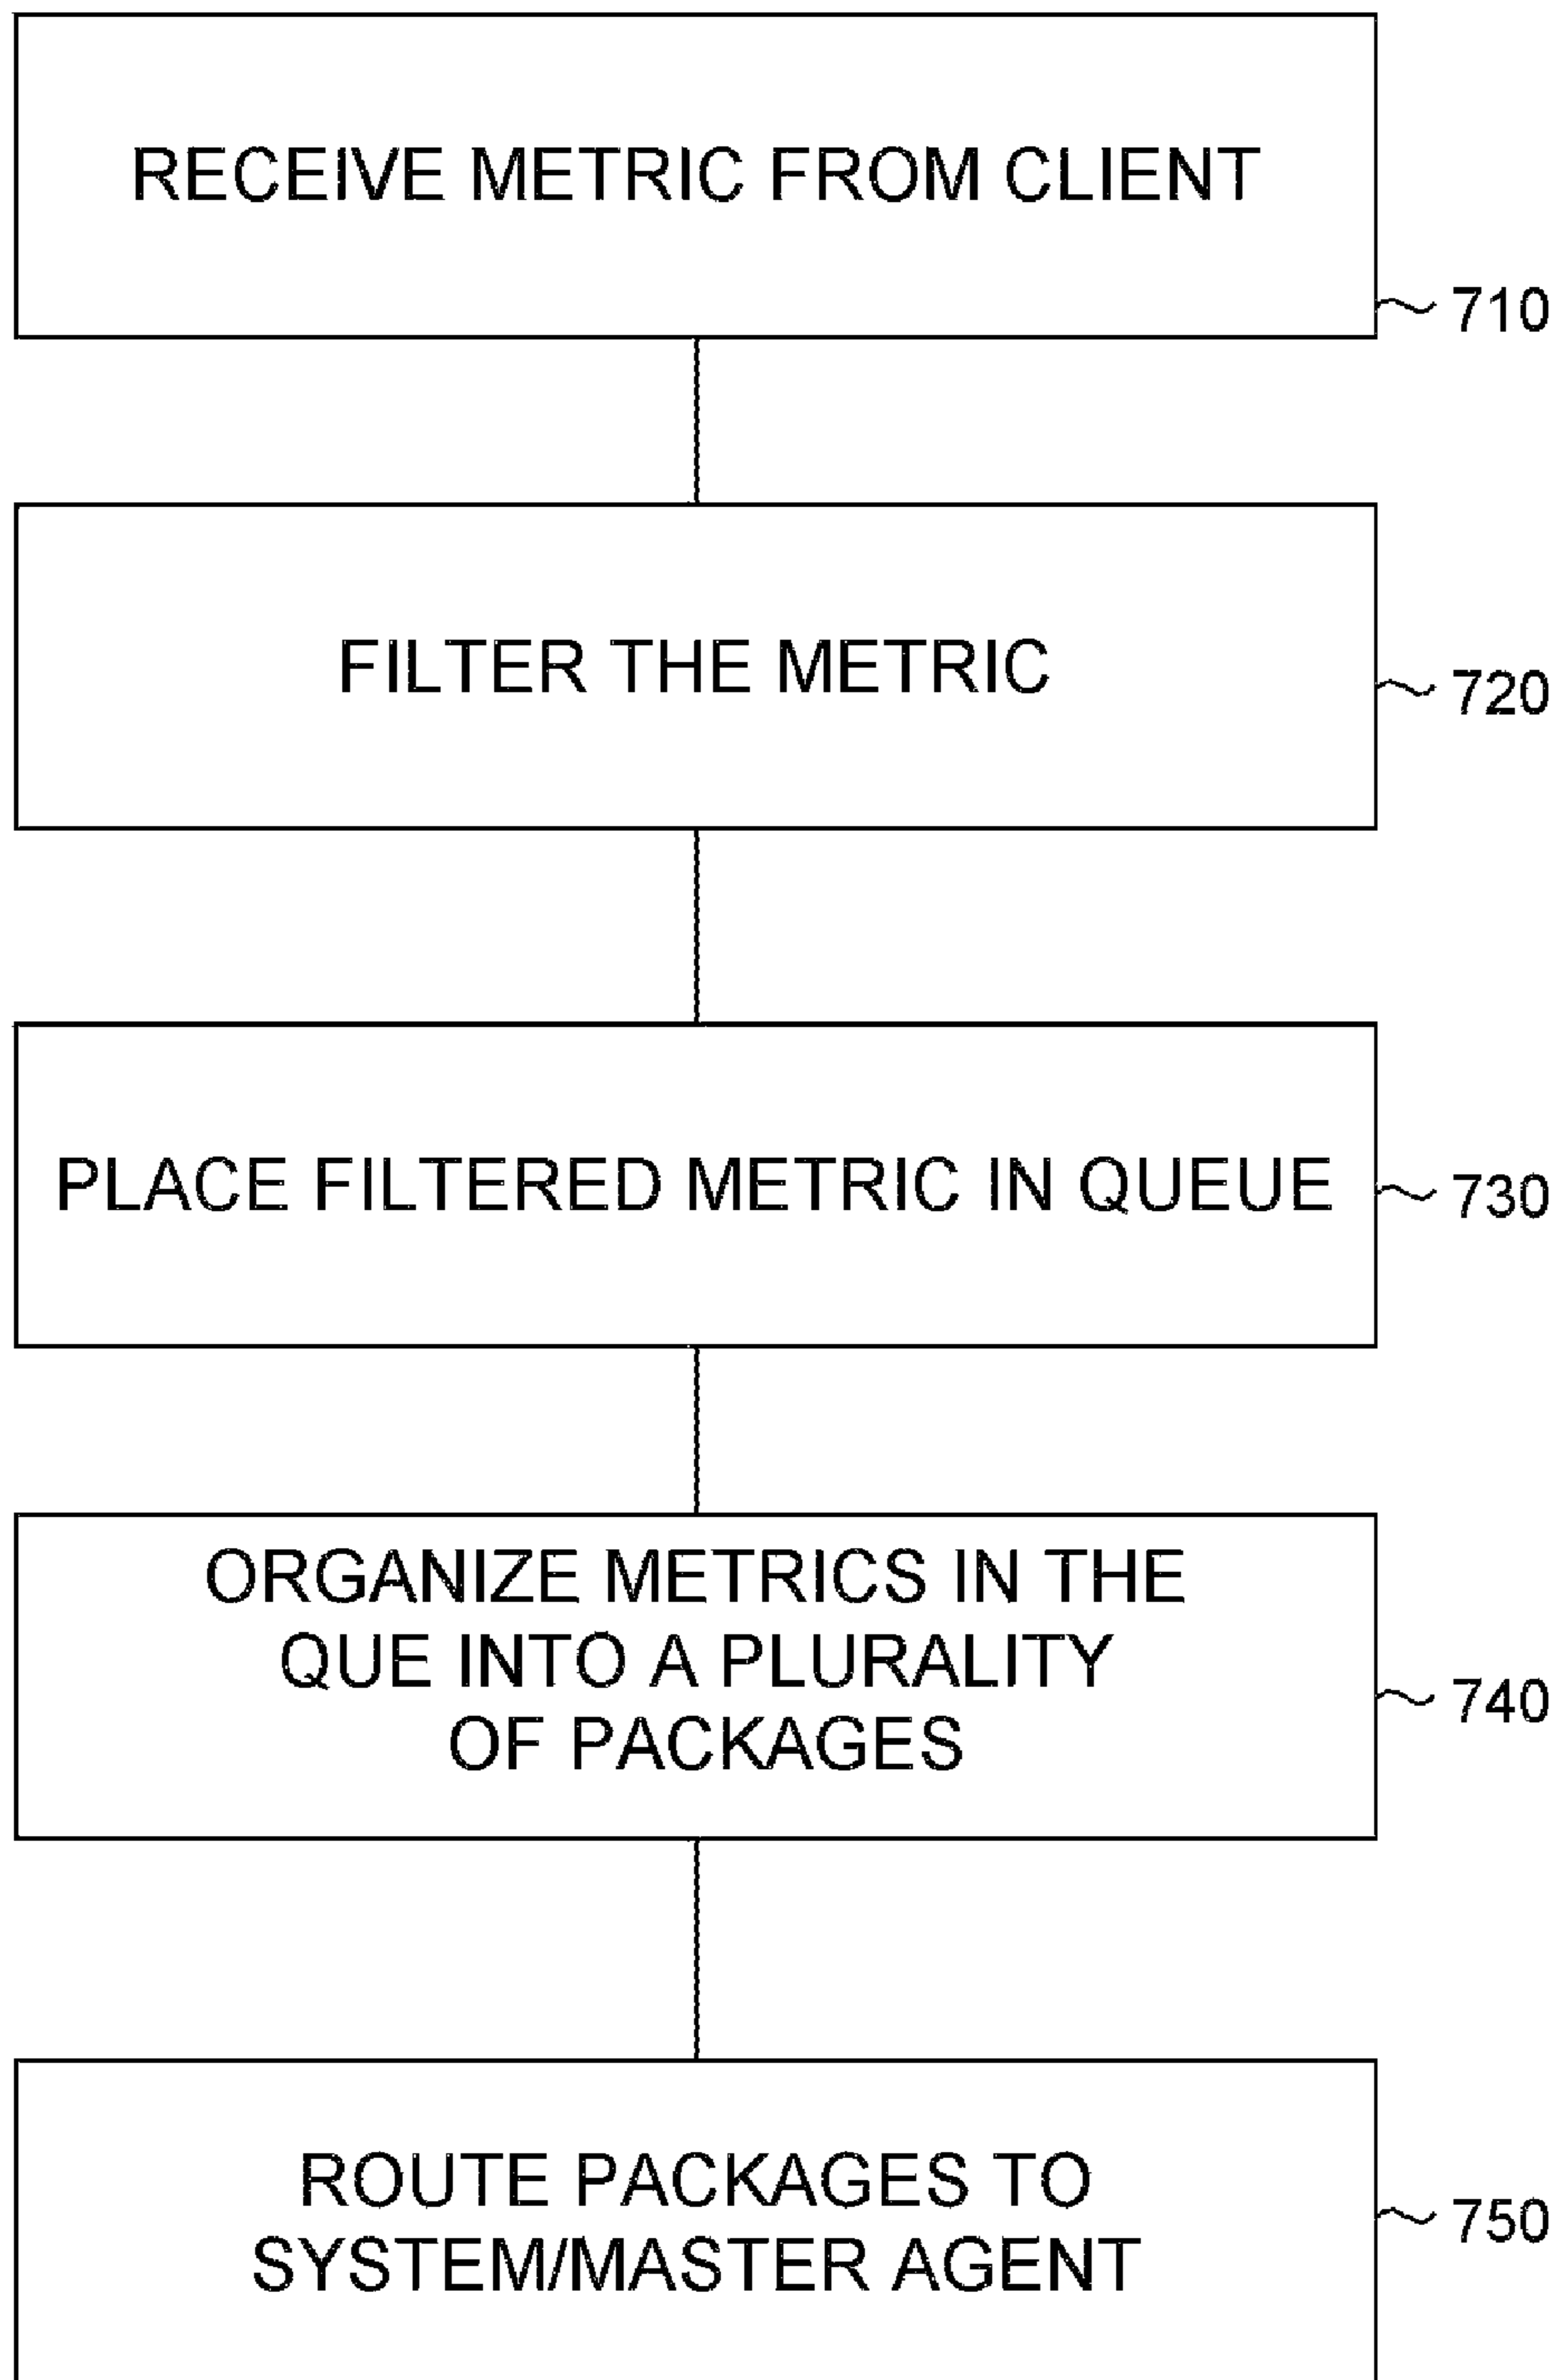 RECEIVE METRIC FROM CLIENT
710
FILTER THE METRIC
720
PLACE FILTERED METRIC IN QUEUE
730
ORGANIZE METRICS IN THE
QUE INTO A PLURALITY
OF PACKAGES
740
ROUTE PACKAGES TO
SYSTEM/MASTER AGENT
750